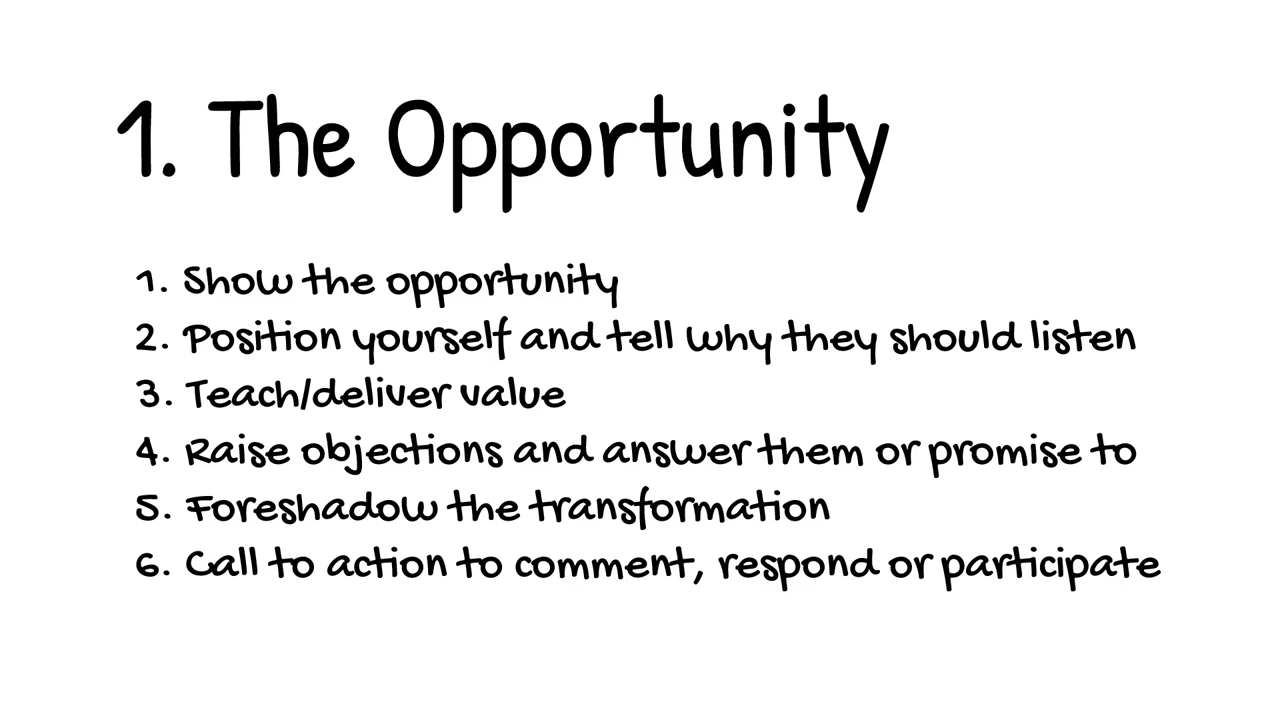 1. The Opportunity
1. Show the opportunity
2. Position yourself and tell why they should listen
3. Teach/deliver value
4. Raise objections and answer them or promise to
5. Foreshadow the transformation
6. Call to action to comment, respond or participate